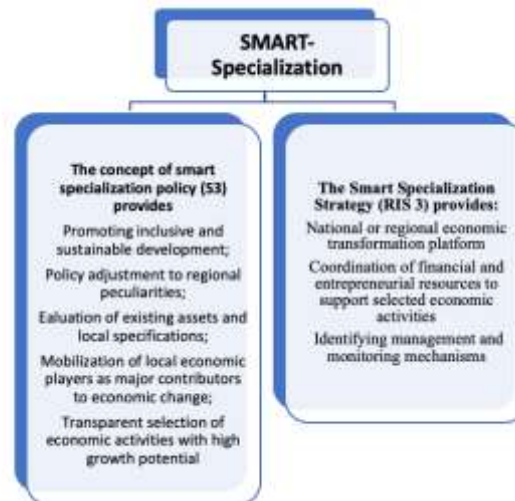 SMART-
Specialization
The concept of smart
specialization policy (S3)
provides
Promoting inclusive and
sustainable development;
Policy adjustment to regional
peculiarities;
Ealuation of existing assets and
local specifications;
Mobilization of local economic
players as major contributors
to economic change;
Transparent selection of
economic activities with high
growth potential
The Smart Specialization
Strategy (RIS 3) provides:
National or regional economic
transformation platform
Coordination of financial and
entrepreneurial resources to
support selected economic
activities
Identifying management and
monitoring mechanisms